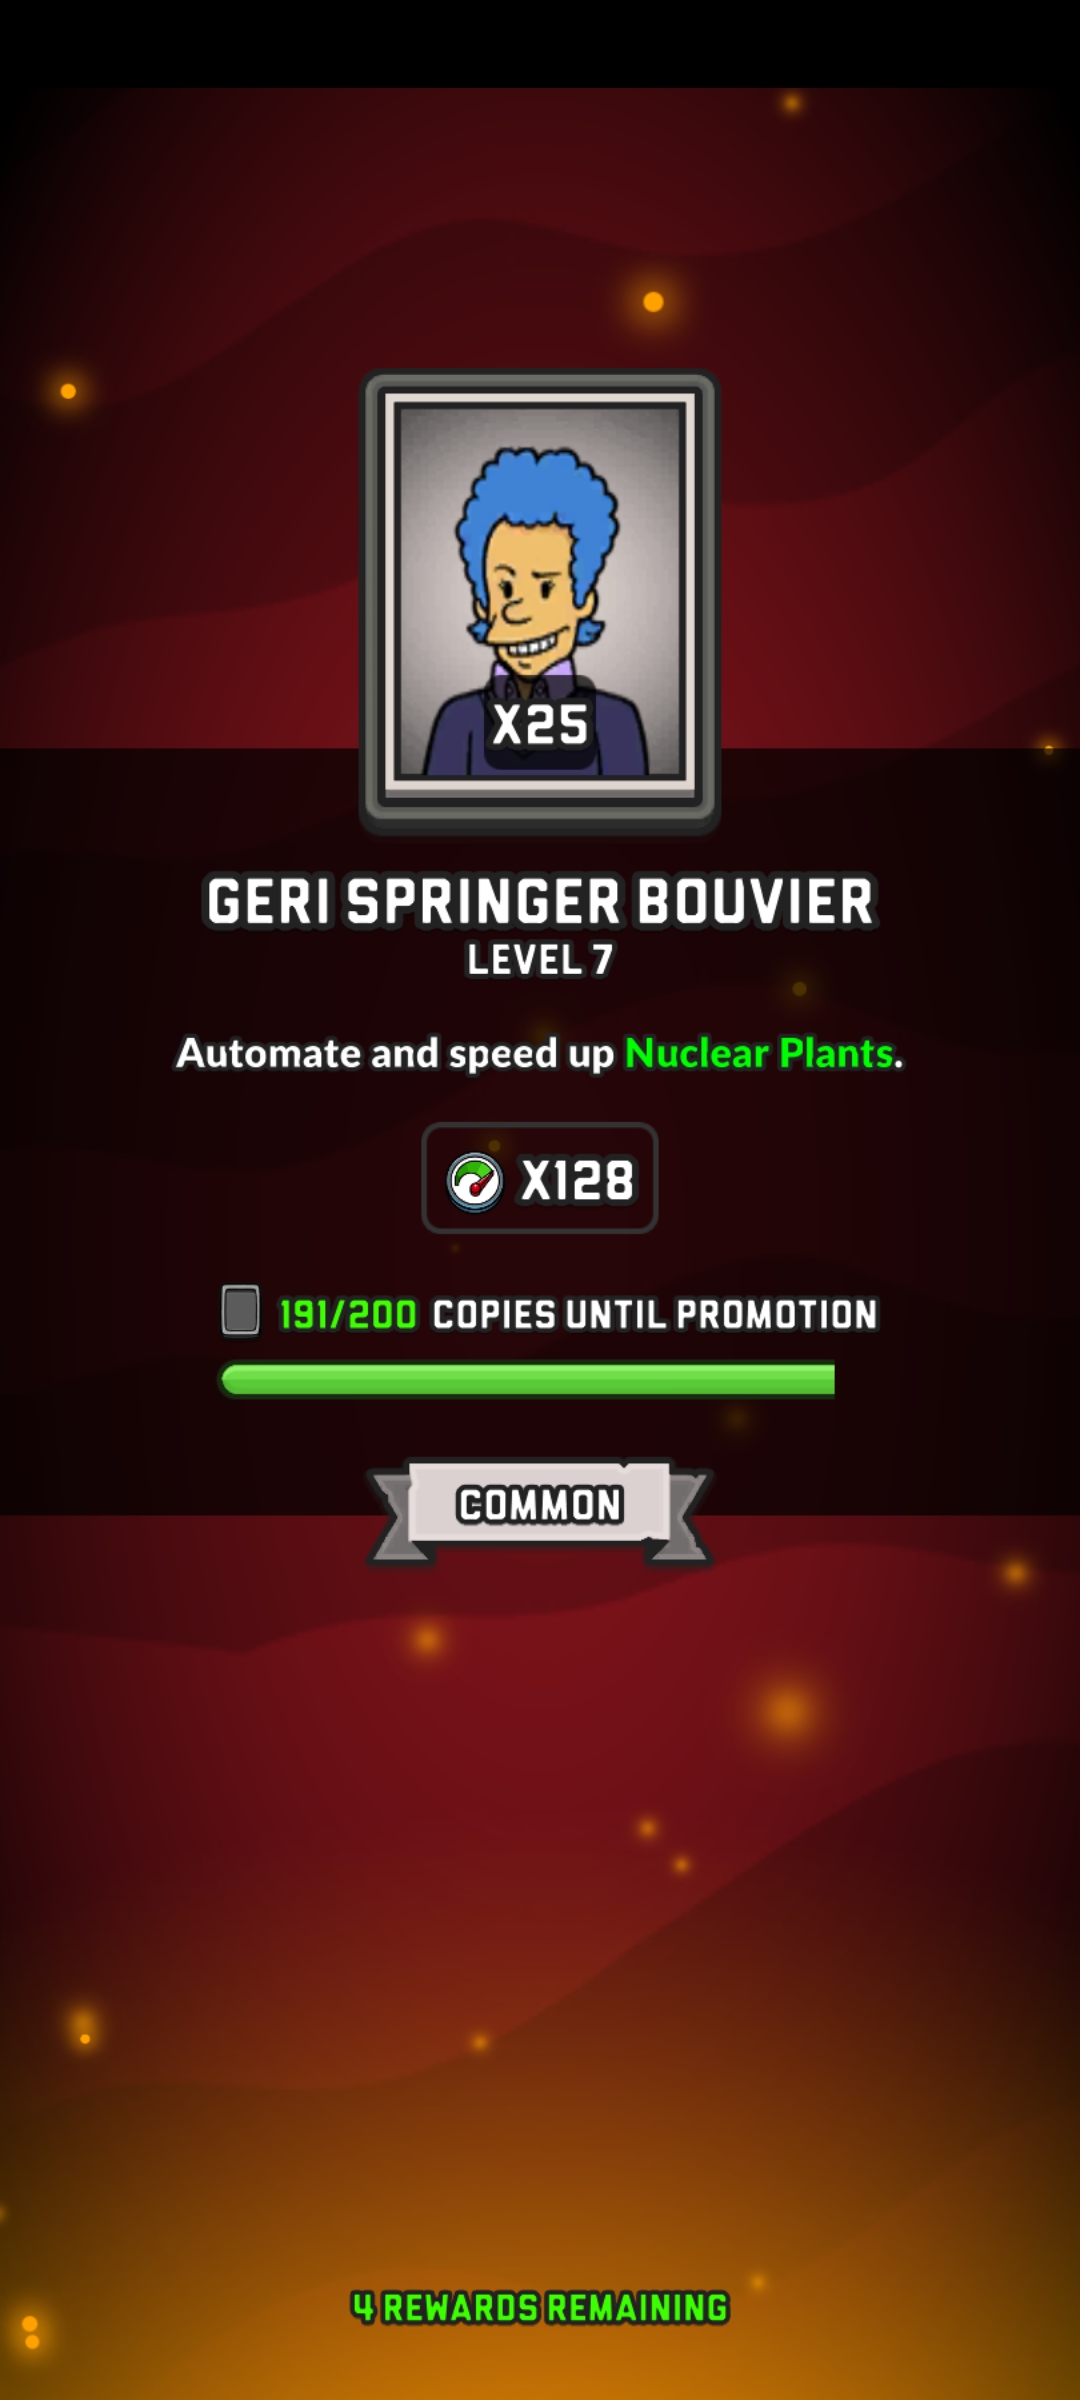 X25
GERI SPRINGER BOUVIER
LEVEL 7
Automate and speed up Nuclear Plants.
X128
191/200 COPIES UNTIL PROMOTION
COMMON
4 REWARDS REMAINING